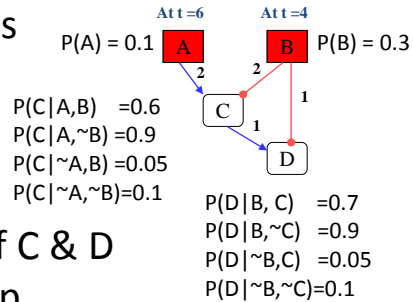 s
At t =6
At t =4
P(A) = 0.1
A
B
P(B) = 0.3
2
2
1
C
1
D
P(C|A,B) =0.6
P(C|A,~B) =0.9
P(C|~A,B) =0.05
P(C|~A,~B)=0.1
P(D|B, C) =0.7
P(D|B,~C) =0.9
P(D|~B,C) =0.05
P(D|~B,~C)=0.1
f C & D